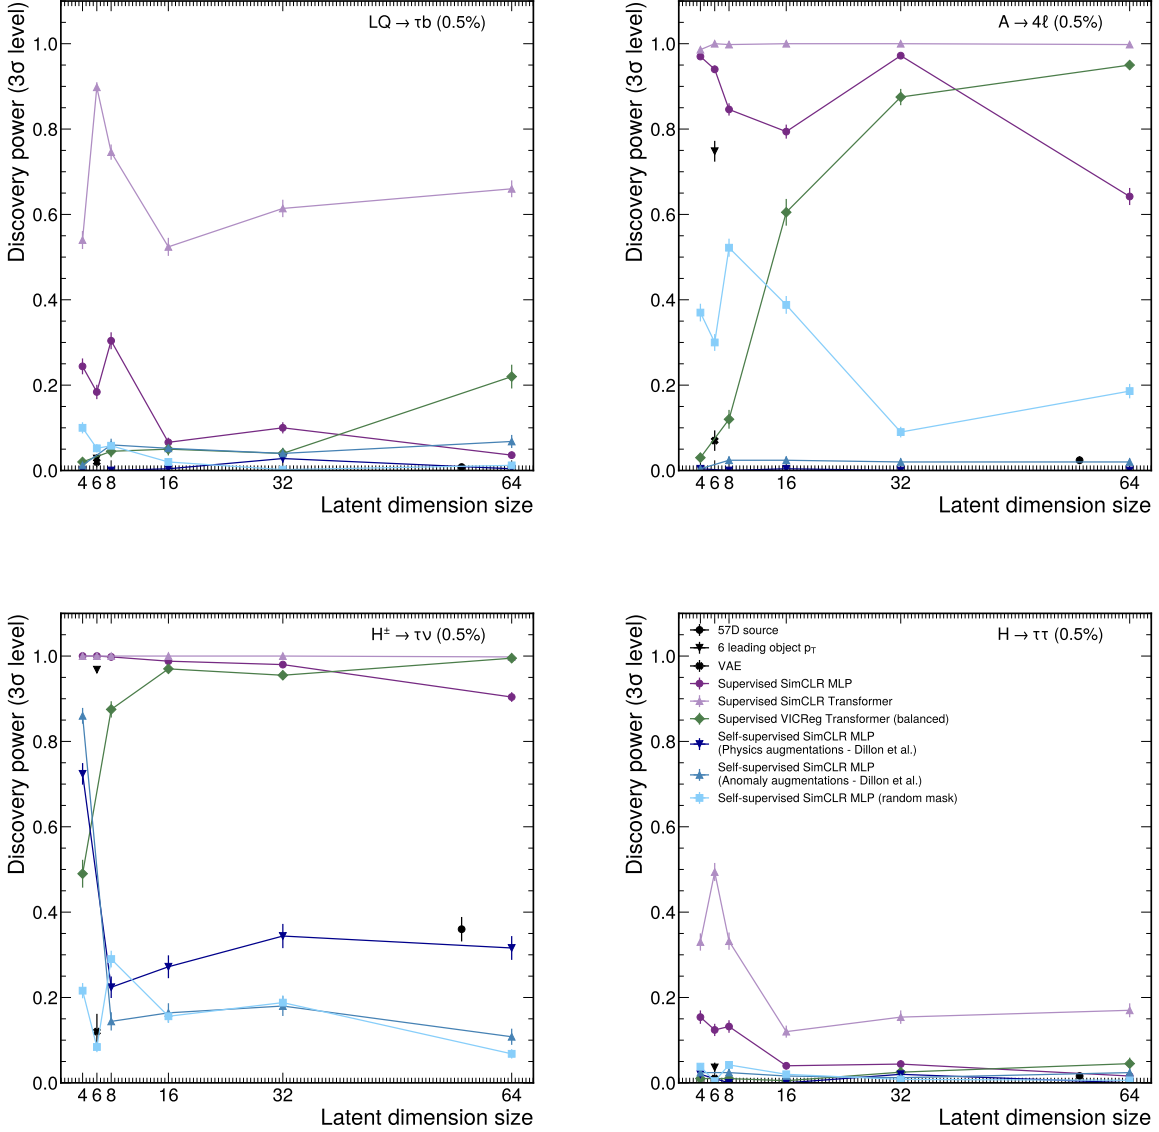 LQ → τb (0.5%)
Discovery power (3σ level)
1.0
0.8
0.6
0.4
0.2
0.0
4 6 8 16 32 64
Latent dimension size
A → 4ℓ (0.5%)
Discovery power (3σ level)
1.0
0.8
0.6
0.4
0.2
0.0
4 6 8 16 32 64
Latent dimension size
H± → τν (0.5%)
Discovery power (3σ level)
1.0
0.8
0.6
0.4
0.2
0.0
4 6 8 16 32 64
Latent dimension size
H → ττ (0.5%)
Discovery power (3σ level)
1.0
0.8
0.6
0.4
0.2
0.0
57D source
6 leading object pT
VAE
Supervised SimCLR MLP
Supervised SimCLR Transformer
Supervised VICReg Transformer (balanced)
Self-supervised SimCLR MLP
(Physics augmentations - Dillon et al.)
Self-supervised SimCLR MLP
(Anomaly augmentations - Dillon et al.)
Self-supervised SimCLR MLP (random mask)
4 6 8 16 32 64
Latent dimension size